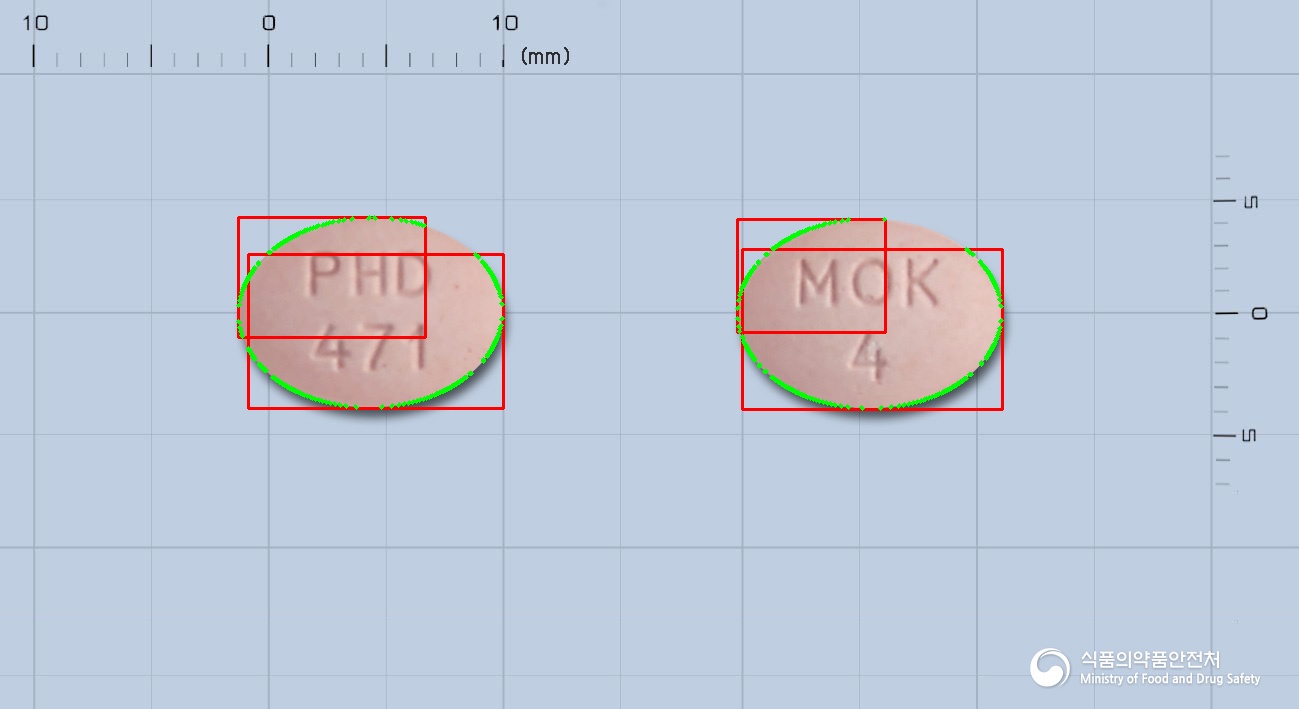 10 0 10
(mm)
PHD
471
MOK
4
5
0
5
식품의약품안전처
Ministry of Food and Drug Safety